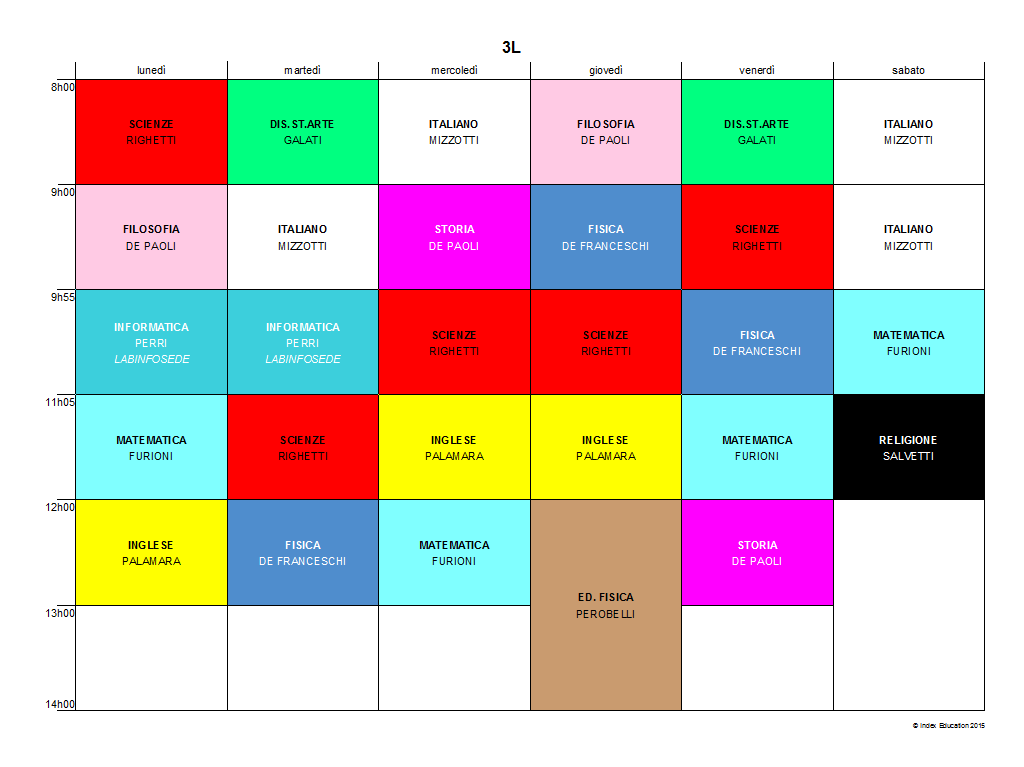 3L
lunedì martedì mercoledì giovedì venerdì sabato
8h00
SCIENZE
RIGHETTI
DIS.ST.ARTE
GALATI
ITALIANO
MIZZOTTI
FILOSOFIA
DE PAOLI
DIS.ST.ARTE
GALATI
ITALIANO
MIZZOTTI
9h00
FILOSOFIA
DE PAOLI
ITALIANO
MIZZOTTI
STORIA
DE PAOLI
FISICA
DE FRANCESCHI
SCIENZE
RIGHETTI
ITALIANO
MIZZOTTI
9h55
INFORMATICA
PERRI
LABINFOSEDE
INFORMATICA
PERRI
LABINFOSEDE
SCIENZE
RIGHETTI
SCIENZE
RIGHETTI
FISICA
DE FRANCESCHI
MATEMATICA
FURIONI
11h05
MATEMATICA
FURIONI
SCIENZE
RIGHETTI
INGLESE
PALAMARA
INGLESE
PALAMARA
MATEMATICA
FURIONI
RELIGIONE
SALVETTI
12h00
INGLESE
PALAMARA
FISICA
DE FRANCESCHI
MATEMATICA
FURIONI
ED. FISICA
PEROBELLI
STORIA
DE PAOLI
13h00
14h00
© Index Education 2015